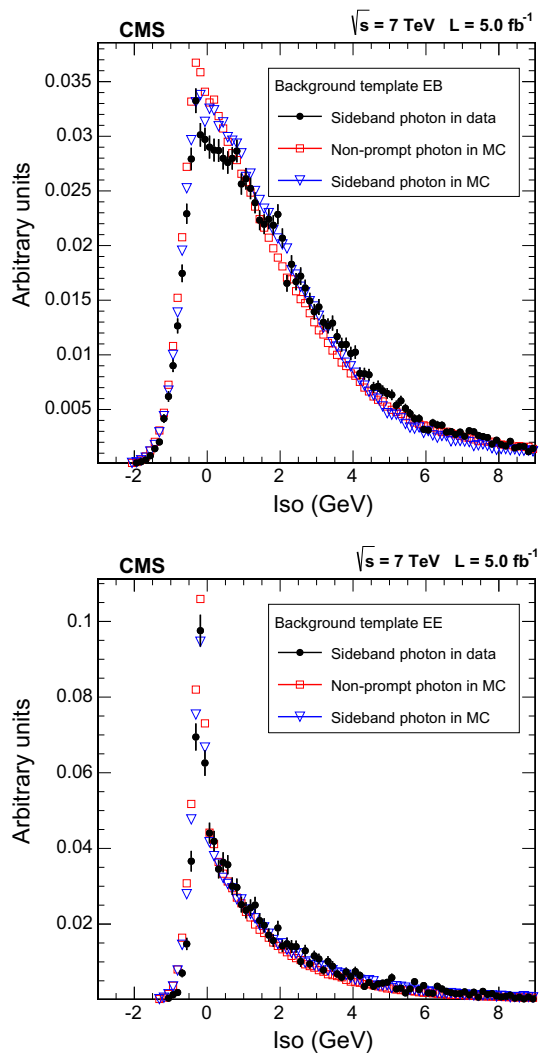 CMS
√s = 7 TeV L = 5.0 fb⁻¹
Background template EB
Sideband photon in data
Non-prompt photon in MC
Sideband photon in MC
Arbitrary units
0.035
0.03
0.025
0.02
0.015
0.01
0.005
-2 0 2 4 6 8
Iso (GeV)
CMS
√s = 7 TeV L = 5.0 fb⁻¹
Background template EE
Sideband photon in data
Non-prompt photon in MC
Sideband photon in MC
Arbitrary units
0.1
0.08
0.06
0.04
0.02
-2 0 2 4 6 8
Iso (GeV)